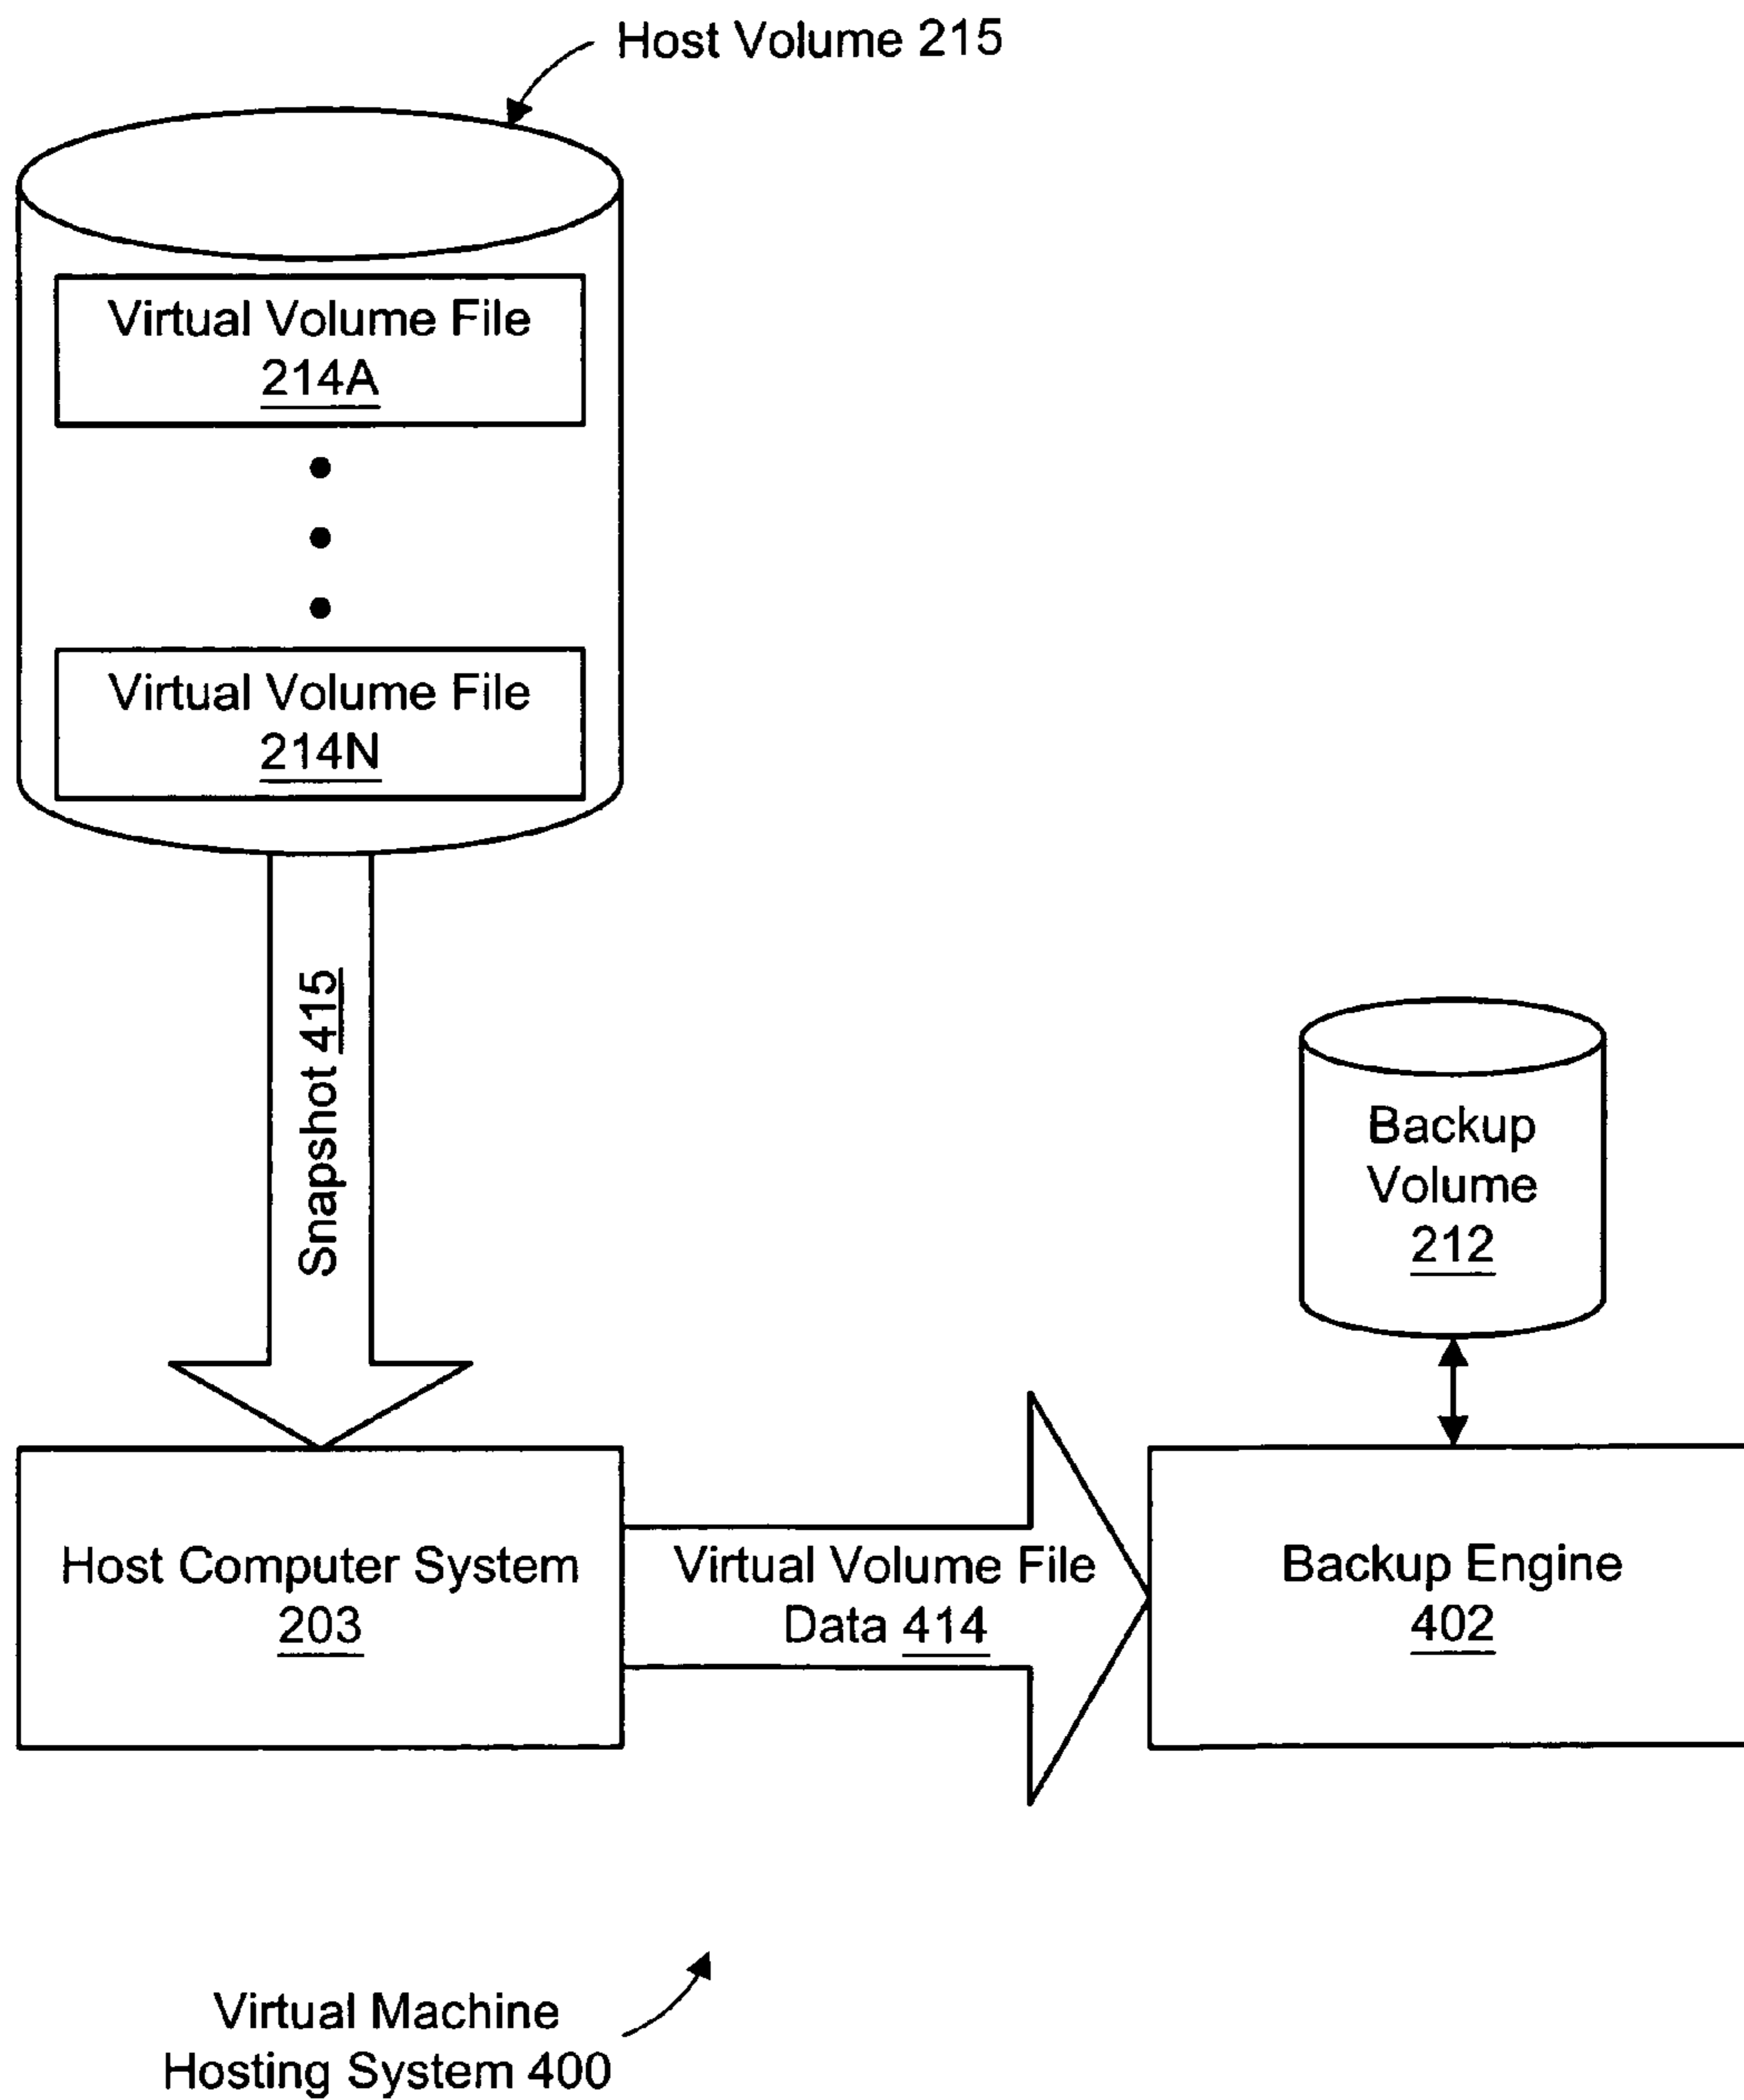 Host Volume 215
Virtual Volume File
214A
Virtual Volume File
214N
Snapshot 415
Backup
Volume
212
Host Computer System
203
Virtual Volume File
Data 414
Backup Engine
402
Virtual Machine
Hosting System 400